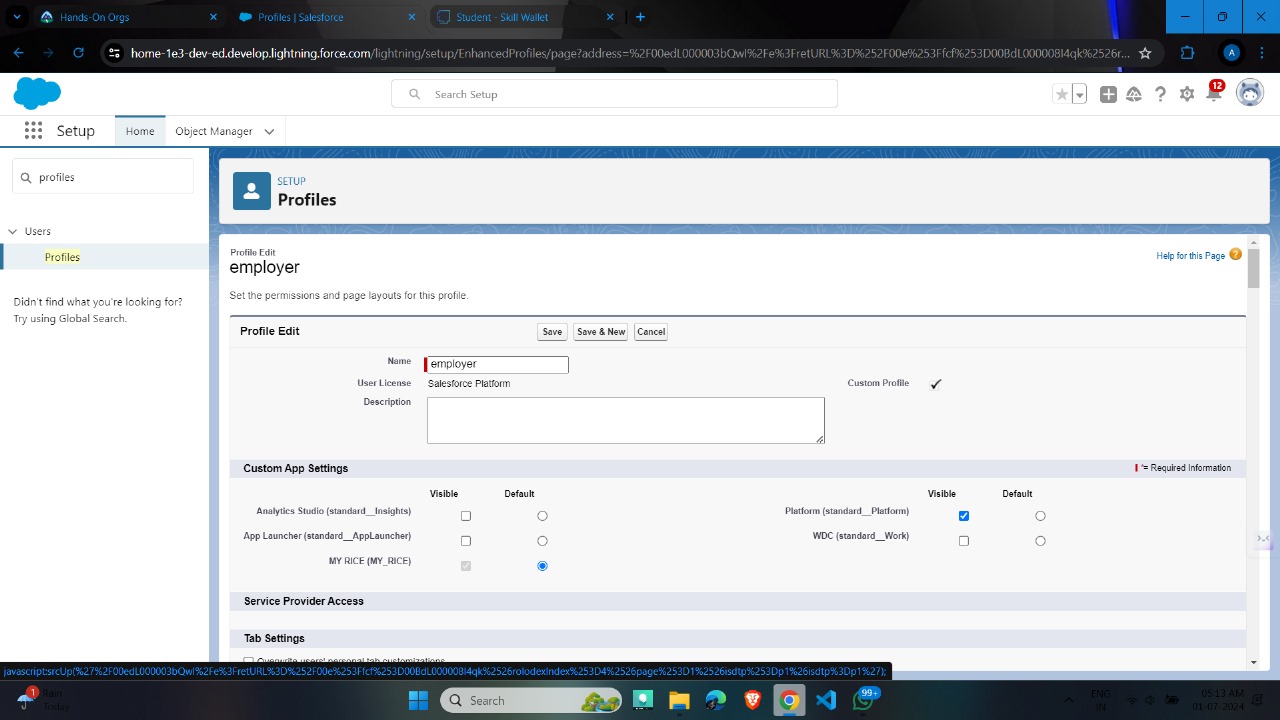 Hands-On Orgs
Profiles | Salesforce
Student - Skill Wallet
home-1e3-dev-ed.develop.lightning.force.com/lightning/setup/EnhancedProfiles/page?address=%2F00edL000003bQwI%2Fe%3FretURL%3D%252F00e%253Ffcf%253D00BdL000008I4qk%2526r...
A
Search Setup
12
Setup
Home
Object Manager
profiles
Users
Profiles
Didn't find what you're looking for?
Try using Global Search.
SETUP
Profiles
Profile Edit
employer
Help for this Page
Set the permissions and page layouts for this profile.
Profile Edit
Save
Save & New
Cancel
Name
employer
User License
Salesforce Platform
Custom Profile
Description
Custom App Settings
= Required Information
Visible Default
Visible Default
Analytics Studio (standard__Insights)
Platform (standard__Platform)
App Launcher (standard__AppLauncher)
WDC (standard__Work)
MY RICE (MY_RICE)
Service Provider Access
Tab Settings
Overwrite users' personal tab customizations
javascript:srcUp(%27%2F00edL000003bQwI%2Fe%3FretURL%3D%252F00e%253Ffcf%253D00BdL000008I4qk%2526rolodexIndex%253D4%2526page%253D1%2526isdtp%253Dp1%26isdtp%3Dp1%27);
1
Rain
Today
Search
99+
ENG
IN
05:13 AM
01-07-2024